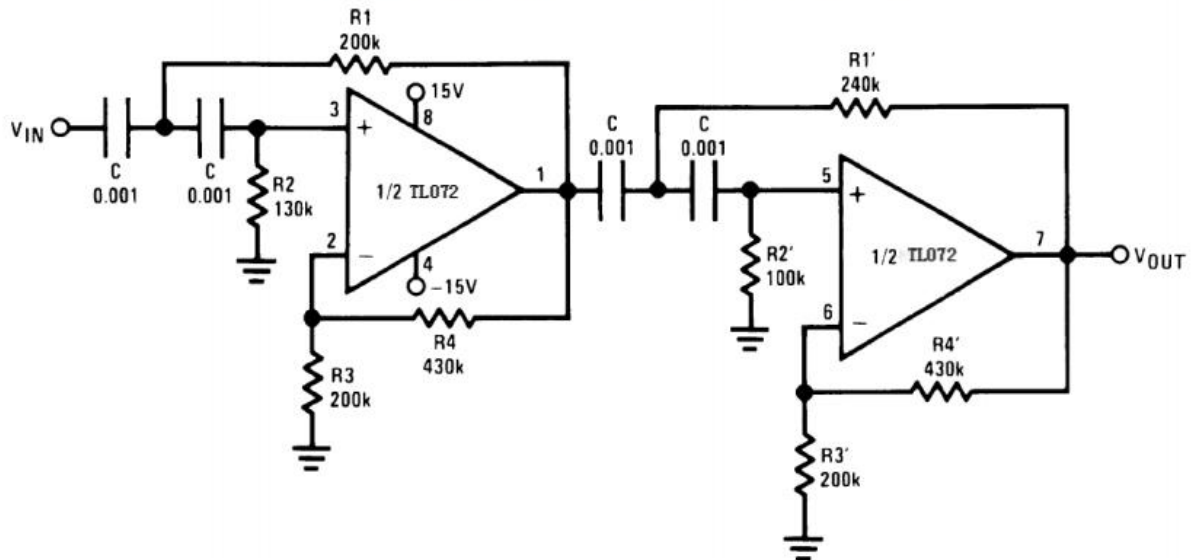 R1
200k
15V
8
3
+
VIN
C
0.001
C
0.001
R2
130k
1/2 TL072
1
2
−
4
−15V
R4
430k
R3
200k
R1'
240k
C
0.001
C
0.001
5
+
R2'
100k
1/2 TL072
7
VOUT
6
−
R4'
430k
R3'
200k